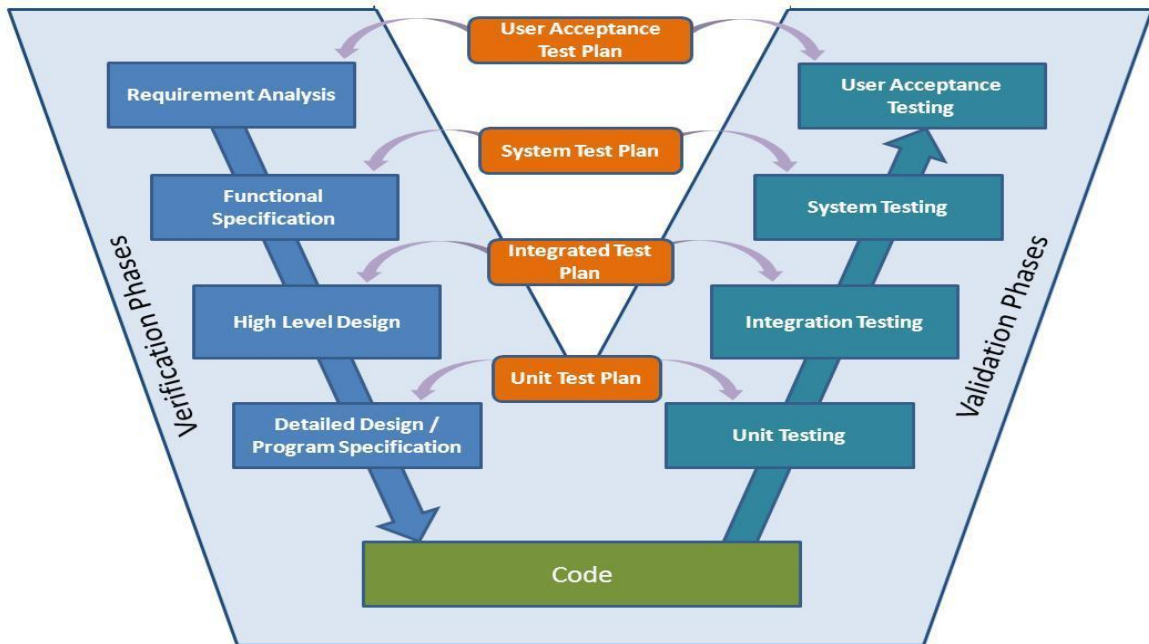 User Acceptance
Test Plan
Requirement Analysis
User Acceptance
Testing
System Test Plan
Functional
Specification
System Testing
Integrated Test
Plan
High Level Design
Integration Testing
Unit Test Plan
Detailed Design /
Program Specification
Unit Testing
Verification Phases
Validation Phases
Code